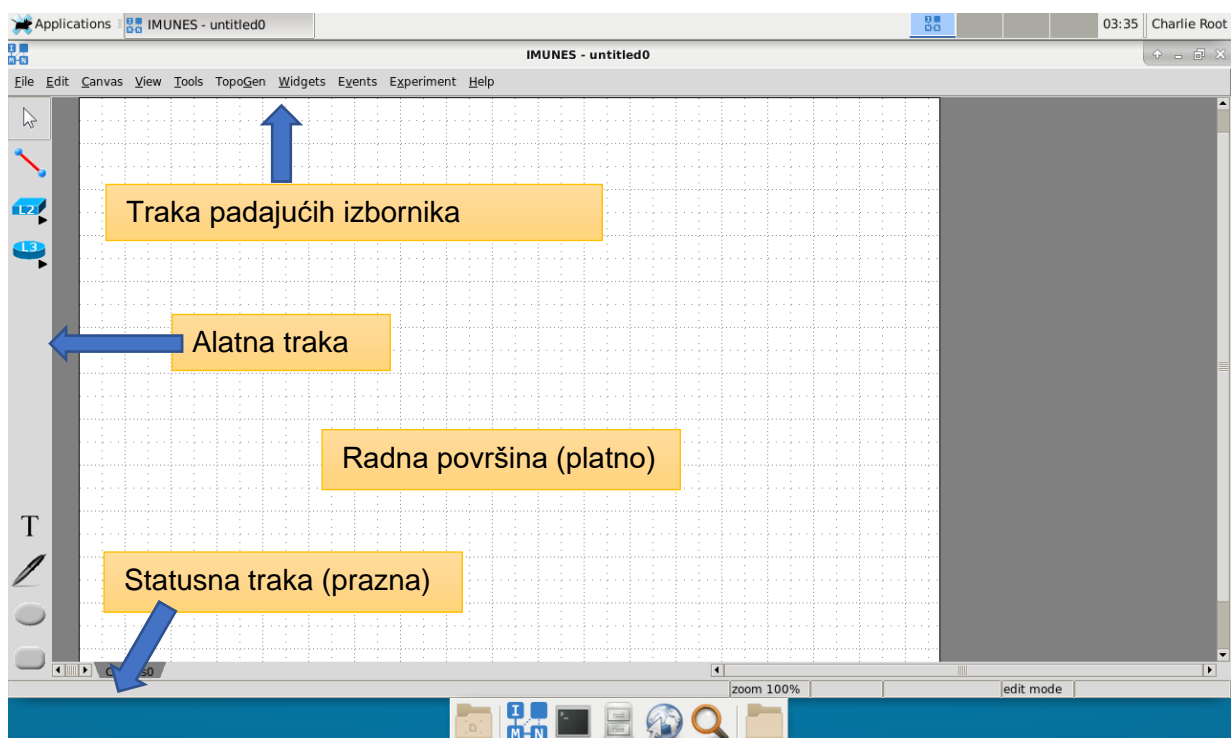 Applications
IMUNES - untitled0
03:35
Charlie Root
IMUNES - untitled0
File Edit Canvas View Tools TopoGen Widgets Events Experiment Help
L2
L3
Traka padajućih izbornika
Alatna traka
Radna površina (platno)
T
Statusna traka (prazna)
zoom 100%
edit mode
I
M-N